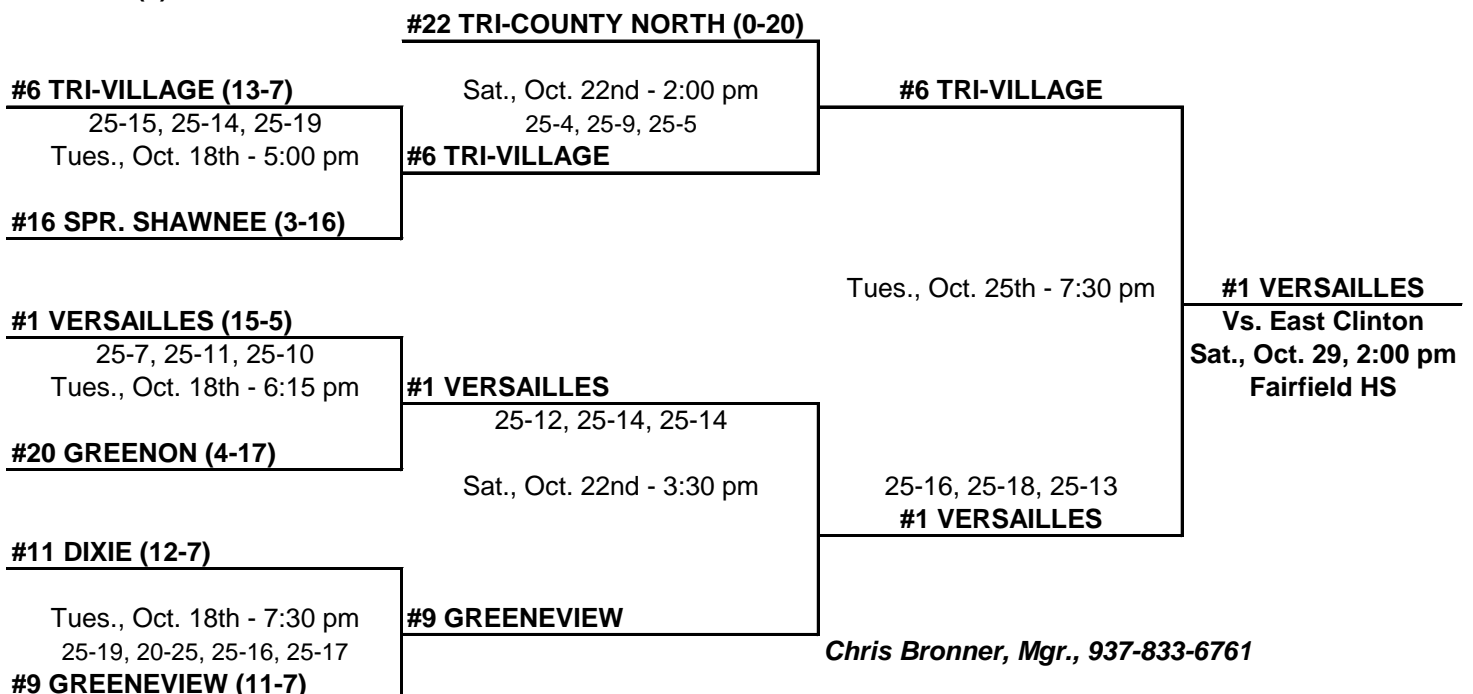 #22 TRI-COUNTY NORTH (0-20)
#6 TRI-VILLAGE (13-7)
Sat., Oct. 22nd - 2:00 pm
#6 TRI-VILLAGE
25-15, 25-14, 25-19
25-4, 25-9, 25-5
Tues., Oct. 18th - 5:00 pm
#6 TRI-VILLAGE
#16 SPR. SHAWNEE (3-16)
Tues., Oct. 25th - 7:30 pm
#1 VERSAILLES
#1 VERSAILLES (15-5)
Vs. East Clinton
25-7, 25-11, 25-10
Sat., Oct. 29, 2:00 pm
Tues., Oct. 18th - 6:15 pm
#1 VERSAILLES
Fairfield HS
25-12, 25-14, 25-14
#20 GREENON (4-17)
Sat., Oct. 22nd - 3:30 pm
25-16, 25-18, 25-13
#1 VERSAILLES
#11 DIXIE (12-7)
Tues., Oct. 18th - 7:30 pm
#9 GREENEVIEW
25-19, 20-25, 25-16, 25-17
Chris Bronner, Mgr., 937-833-6761
#9 GREENEVIEW (11-7)